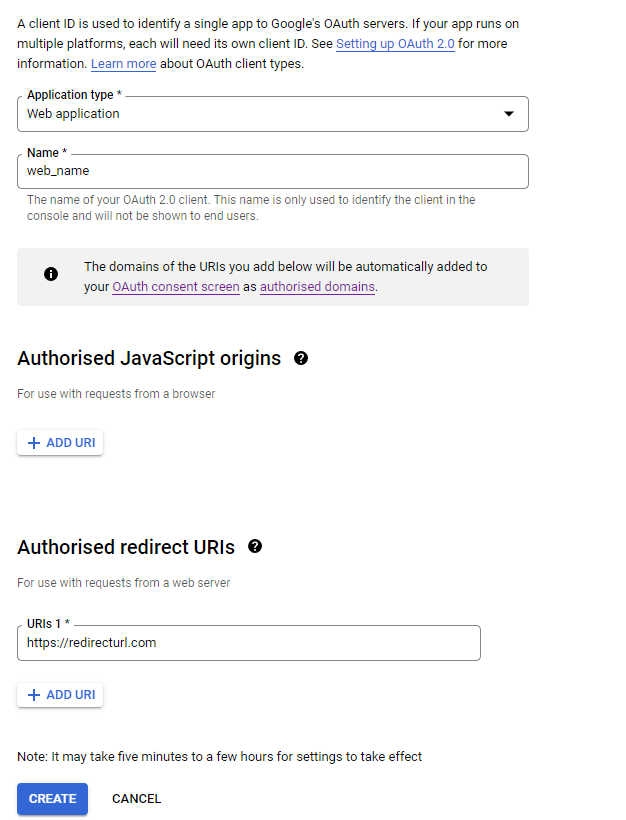 A client ID is used to identify a single app to Google's OAuth servers. If your app runs on
multiple platforms, each will need its own client ID. See Setting up OAuth 2.0 for more
information. Learn more about OAuth client types.
Application type *
Web application
Name *
web_name
The name of your OAuth 2.0 client. This name is only used to identify the client in the
console and will not be shown to end users.
The domains of the URIs you add below will be automatically added to
your OAuth consent screen as authorised domains.
Authorised JavaScript origins
For use with requests from a browser
+ ADD URI
Authorised redirect URIs
For use with requests from a web server
URIs 1 *
https://redirecturl.com
+ ADD URI
Note: It may take five minutes to a few hours for settings to take effect
CREATE CANCEL